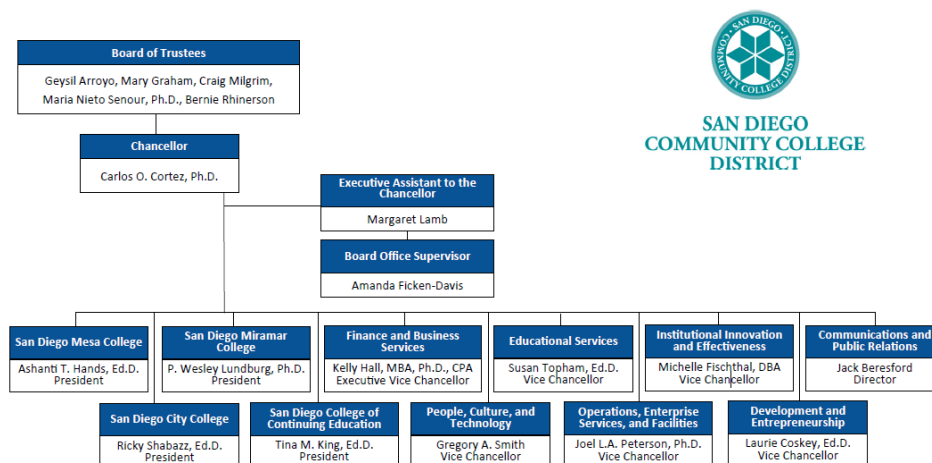 Board of Trustees
Geysil Arroyo, Mary Graham, Craig Milgrim,
Maria Nieto Senour, Ph.D., Bernie Rhinerson
SAN DIEGO COMMUNITY COLLEGE DISTRICT
SAN DIEGO
COMMUNITY COLLEGE
DISTRICT
Chancellor
Carlos O. Cortez, Ph.D.
Executive Assistant to the
Chancellor
Margaret Lamb
Board Office Supervisor
Amanda Ficken-Davis
San Diego Mesa College
Ashanti T. Hands, Ed.D.
President
San Diego Miramar
College
P. Wesley Lundburg, Ph.D.
President
Finance and Business
Services
Kelly Hall, MBA, Ph.D., CPA
Executive Vice Chancellor
Educational Services
Susan Topham, Ed.D.
Vice Chancellor
Institutional Innovation
and Effectiveness
Michelle Fischthal, DBA
Vice Chancellor
Communications and
Public Relations
Jack Beresford
Director
San Diego City College
Ricky Shabazz, Ed.D.
President
San Diego College of
Continuing Education
Tina M. King, Ed.D.
President
People, Culture, and
Technology
Gregory A. Smith
Vice Chancellor
Operations, Enterprise
Services, and Facilities
Joel L.A. Peterson, Ph.D.
Vice Chancellor
Development and
Entrepreneurship
Laurie Coskey, Ed.D.
Vice Chancellor